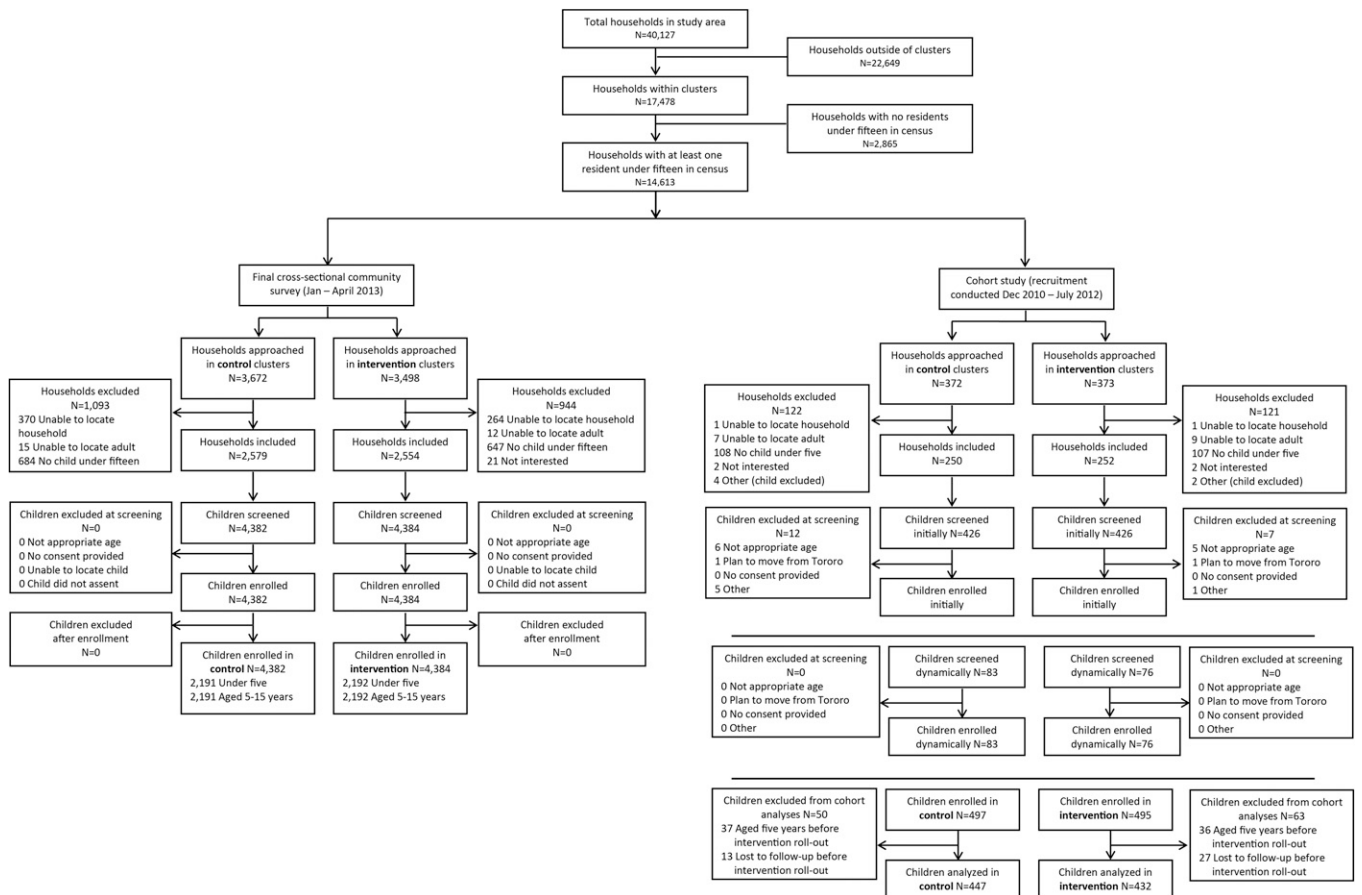 Total households in study area
N=40,127
Households outside of clusters
N=22,649
Households within clusters
N=17,478
Households with no residents
under fifteen in census
N=2,865
Households with at least one
resident under fifteen in census
N=14,613
Final cross-sectional community
survey (Jan – April 2013)
Households approached
in control clusters
N=3,672
Households approached
in intervention clusters
N=3,498
Households excluded
N=1,093
370 Unable to locate
household
15 Unable to locate adult
684 No child under fifteen
Households excluded
N=944
264 Unable to locate household
12 Unable to locate adult
647 No child under fifteen
21 Not interested
Households included
N=2,579
Households included
N=2,554
Children excluded at screening
N=0
0 Not appropriate age
0 No consent provided
0 Unable to locate child
0 Child did not assent
Children screened
N=4,382
Children screened
N=4,384
Children excluded at screening
N=0
0 Not appropriate age
0 No consent provided
0 Unable to locate child
0 Child did not assent
Children enrolled
N=4,382
Children enrolled
N=4,384
Children excluded
after enrollment
N=0
Children excluded
after enrollment
N=0
Children enrolled in
control N=4,382
2,191 Under five
2,191 Aged 5-15 years
Children enrolled in
intervention N=4,384
2,192 Under five
2,192 Aged 5-15 years
Cohort study (recruitment
conducted Dec 2010 – July 2012)
Households approached
in control clusters
N=372
Households approached
in intervention clusters
N=373
Households excluded
N=122
1 Unable to locate household
7 Unable to locate adult
108 No child under five
2 Not interested
4 Other (child excluded)
Households excluded
N=121
1 Unable to locate household
9 Unable to locate adult
107 No child under five
2 Not interested
2 Other (child excluded)
Households included
N=250
Households included
N=252
Children excluded at screening
N=12
6 Not appropriate age
1 Plan to move from Tororo
0 No consent provided
5 Other
Children screened
initially N=426
Children screened
initially N=426
Children excluded at screening
N=7
5 Not appropriate age
1 Plan to move from Tororo
0 No consent provided
1 Other
Children enrolled
initially
Children enrolled
initially
Children excluded at screening
N=0
0 Not appropriate age
0 Plan to move from Tororo
0 No consent provided
0 Other
Children screened
dynamically N=83
Children screened
dynamically N=76
Children excluded at screening
N=0
0 Not appropriate age
0 Plan to move from Tororo
0 No consent provided
0 Other
Children enrolled
dynamically N=83
Children enrolled
dynamically N=76
Children excluded from cohort
analyses N=50
37 Aged five years before
intervention roll-out
13 Lost to follow-up before
intervention roll-out
Children enrolled in
control N=497
Children enrolled in
intervention N=495
Children excluded from cohort
analyses N=63
36 Aged five years before
intervention roll-out
27 Lost to follow-up before
intervention roll-out
Children analyzed in
control N=447
Children analyzed in
intervention N=432